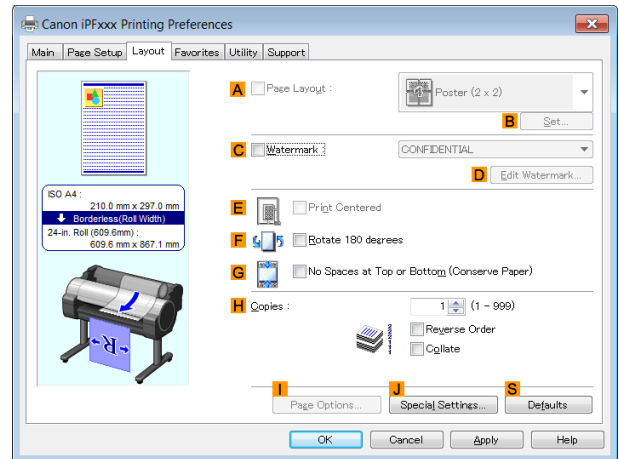 Canon iPFxxx Printing Preferences
Main Page Setup Layout Favorites Utility Support
A Page Layout : Poster (2 x 2)
B Set...
C Watermark : CONFIDENTIAL
D Edit Watermark...
ISO A4 :
210.0 mm x 297.0 mm
Borderless(Roll Width)
24-in. Roll (609.6mm) :
609.6 mm x 867.1 mm
E Print Centered
F Rotate 180 degrees
G No Spaces at Top or Bottom (Conserve Paper)
H Copies : 1 (1 - 999)
Reverse Order
Collate
R
I J S
Page Options... Special Settings... Defaults
OK Cancel Apply Help